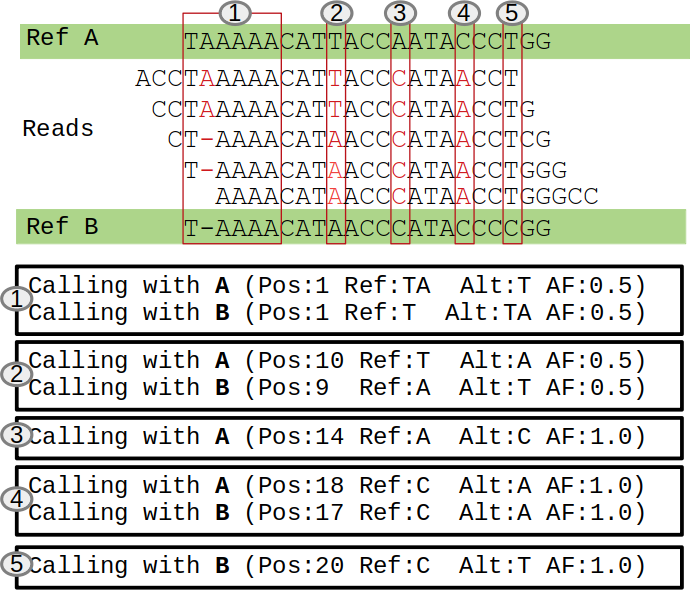 1 2 3 4 5
Ref A TAAAAACATTACCAATACCCTGG
ACCTAAAAACATTACCCATAACCT
CCTAAAAACATTACCCATAACCTG
Reads
CT-AAAACATAACCCATAACCTCG
T-AAAACATAACCCATAACCTGGG
AAAACATAACCCATAACCTGGGCC
Ref B T-AAAACATAACCCATACCCCGG
1
Calling with A (Pos:1 Ref:TA Alt:T AF:0.5)
Calling with B (Pos:1 Ref:T Alt:TA AF:0.5)
2
Calling with A (Pos:10 Ref:T Alt:A AF:0.5)
Calling with B (Pos:9 Ref:A Alt:T AF:0.5)
3
Calling with A (Pos:14 Ref:A Alt:C AF:1.0)
4
Calling with A (Pos:18 Ref:C Alt:A AF:1.0)
Calling with B (Pos:17 Ref:C Alt:A AF:1.0)
5
Calling with B (Pos:20 Ref:C Alt:T AF:1.0)